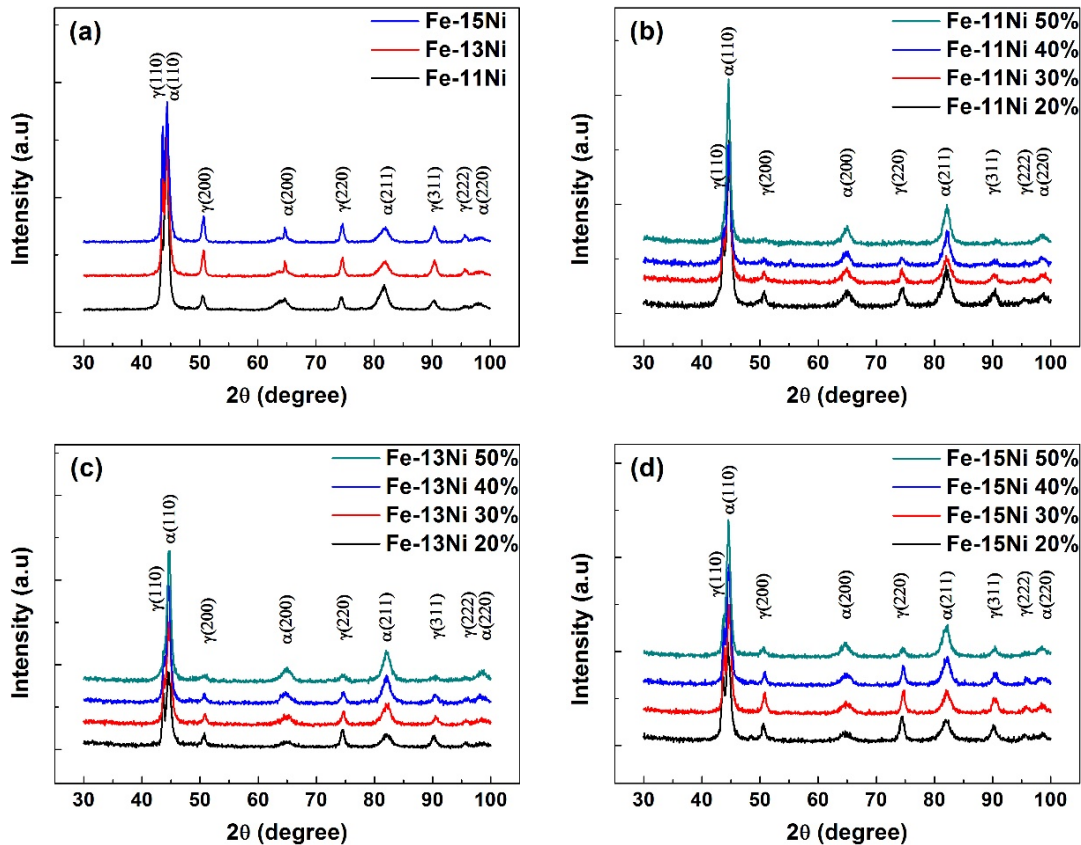 (a)
Fe-15Ni
Fe-13Ni
Fe-11Ni
γ(110)
α(110)
γ(200)
α(200)
γ(220)
α(211)
γ(311)
γ(222)
α(220)
Intensity (a.u)
30 40 50 60 70 80 90 100
2θ (degree)
(b)
Fe-11Ni 50%
Fe-11Ni 40%
Fe-11Ni 30%
Fe-11Ni 20%
γ(110)
α(110)
γ(200)
α(200)
γ(220)
α(211)
γ(311)
γ(222)
α(220)
Intensity (a.u)
30 40 50 60 70 80 90 100
2θ (degree)
(c)
Fe-13Ni 50%
Fe-13Ni 40%
Fe-13Ni 30%
Fe-13Ni 20%
γ(110)
α(110)
γ(200)
α(200)
γ(220)
α(211)
γ(311)
γ(222)
α(220)
Intensity (a.u)
30 40 50 60 70 80 90 100
2θ (degree)
(d)
Fe-15Ni 50%
Fe-15Ni 40%
Fe-15Ni 30%
Fe-15Ni 20%
γ(110)
α(110)
γ(200)
α(200)
γ(220)
α(211)
γ(311)
γ(222)
α(220)
Intensity (a.u)
30 40 50 60 70 80 90 100
2θ (degree)